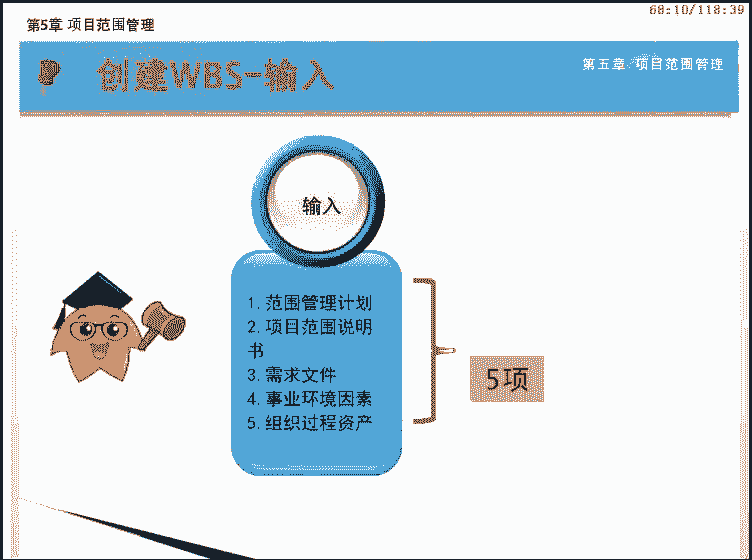 68:10/118:39
第5章 项目范围管理
创建WBS-输入
第五章 项目范围管理
输入
1.范围管理计划
2.项目范围说明
书
3.需求文件
4.事业环境因素
5.组织过程资产
5项